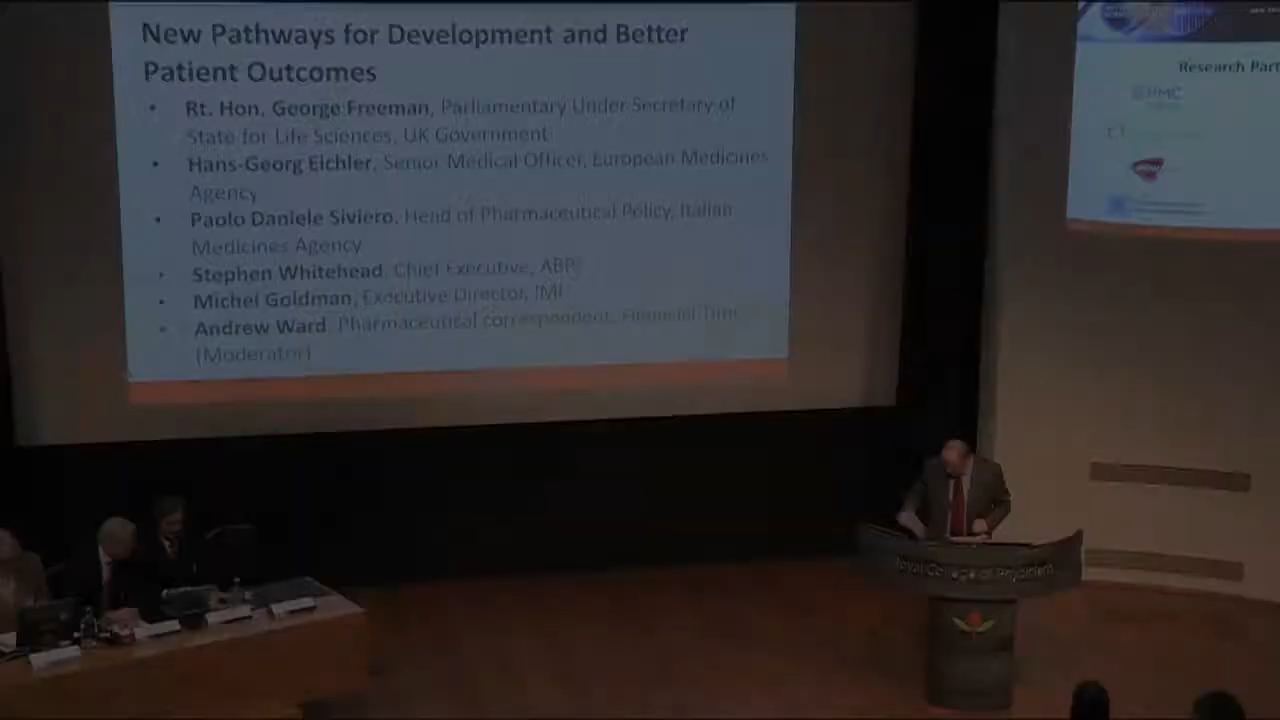 New Pathways for Development and Better
Patient Outcomes
• Rt. Hon. George Freeman, Parliamentary Under Secretary of
State for Life Sciences, UK Government
• Hans-Georg Eichler, Senior Medical Officer, European Medicines
Agency
• Paolo Daniele Siviero, Head of Pharmaceutical Policy, Italian
Medicines Agency
• Stephen Whitehead, Chief Executive, ABPI
• Michel Goldman, Executive Director, IMI
• Andrew Ward, Pharmaceutical correspondent, Financial Times
(Moderator)
Research Part
Royal College of Physicians